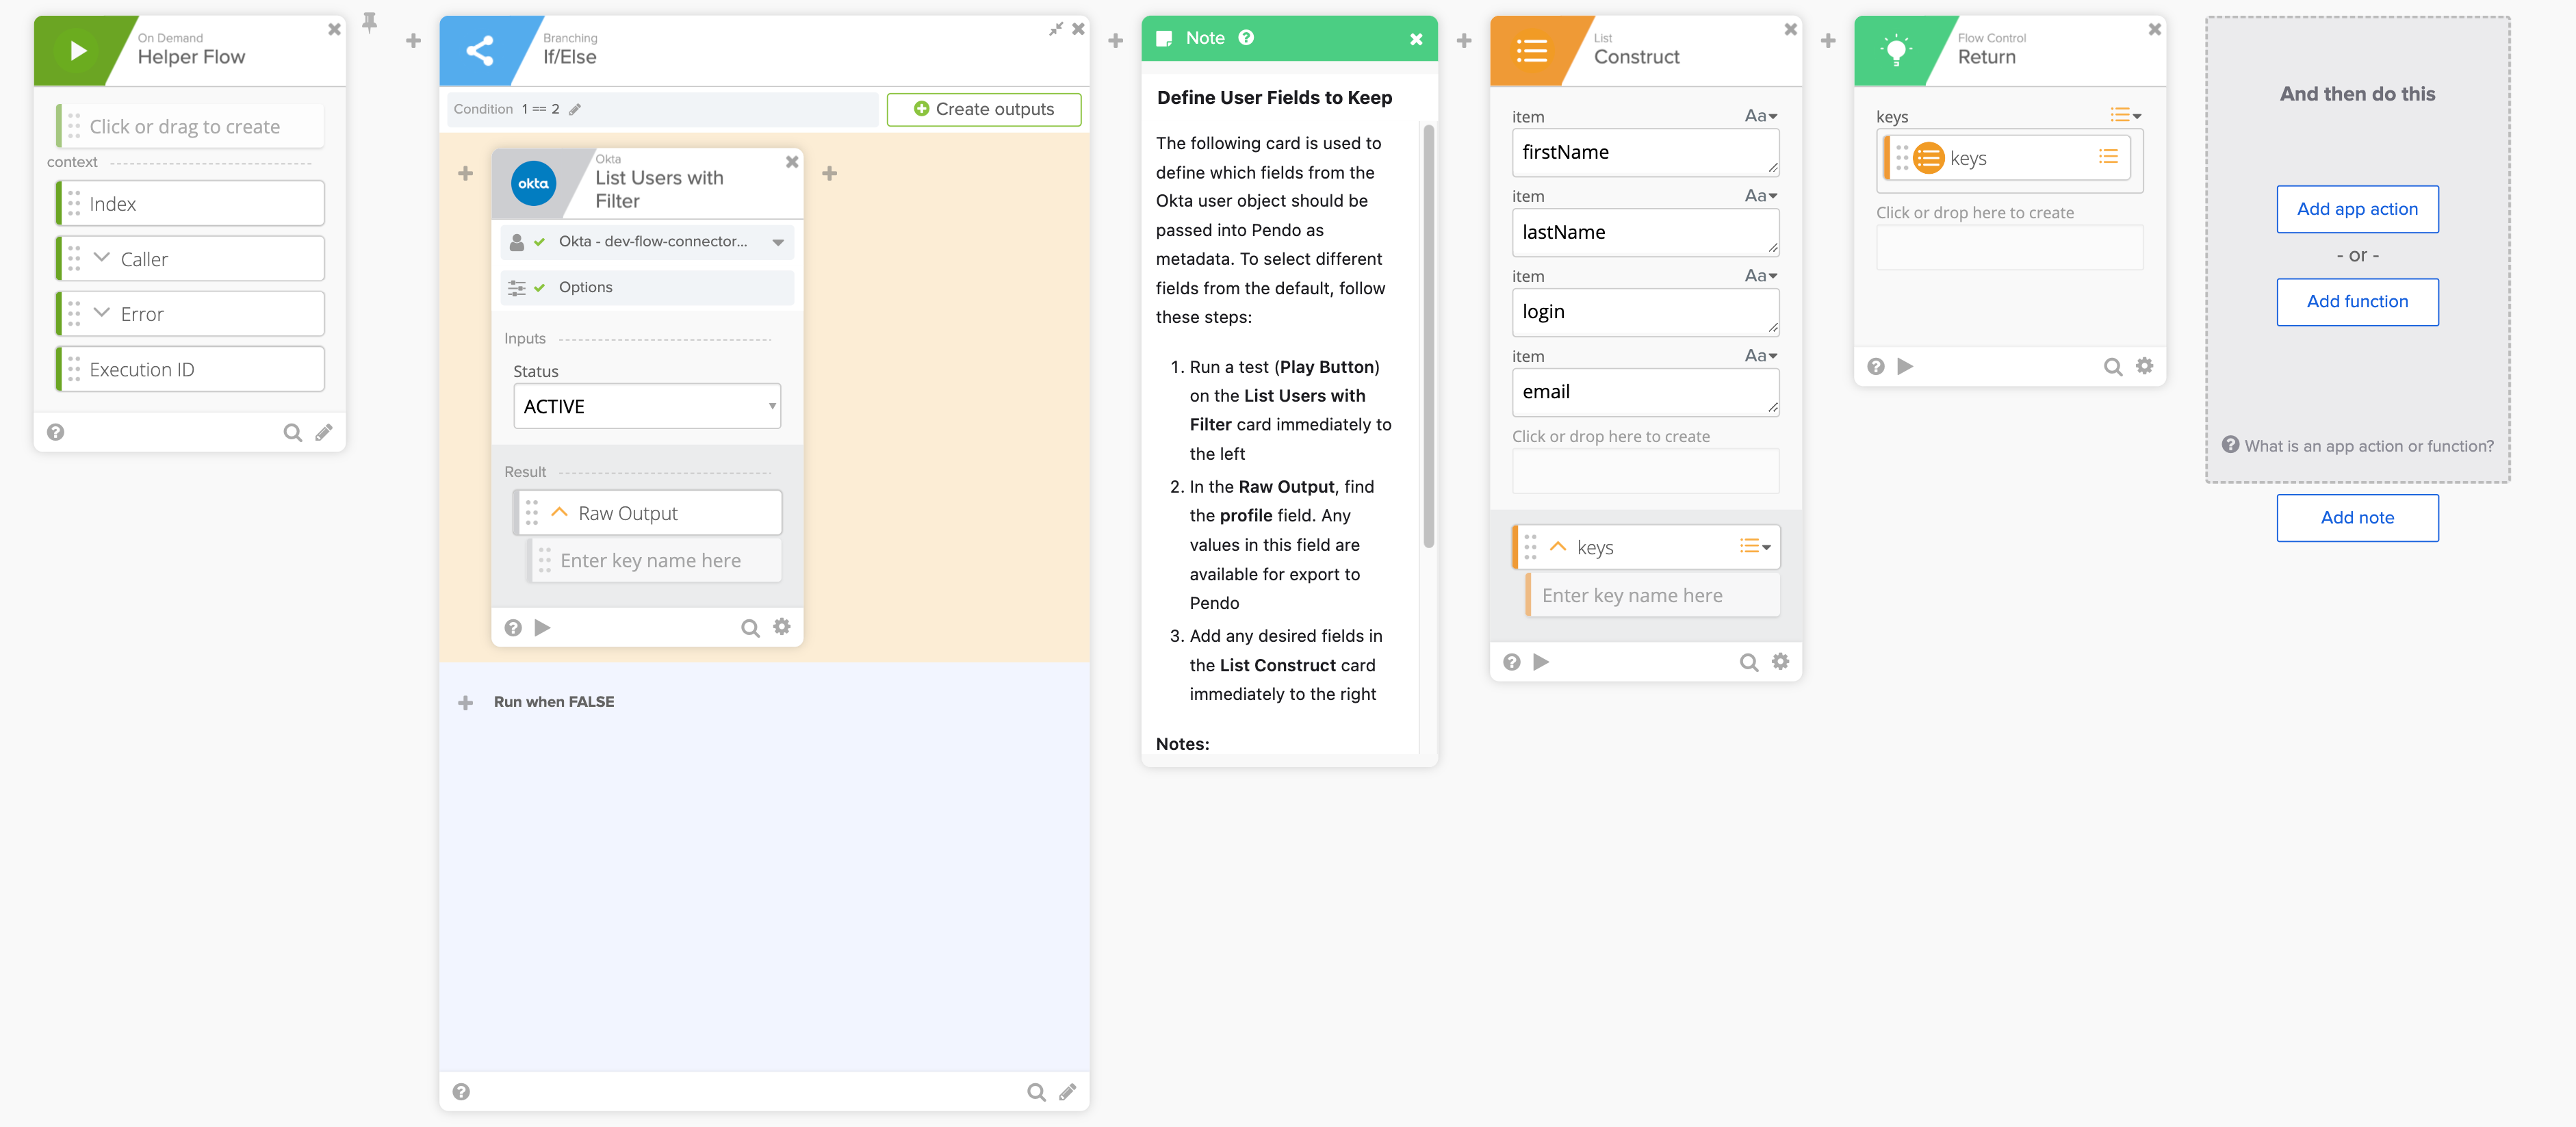 On Demand
Helper Flow
Click or drag to create
context
Index
Caller
Error
Execution ID
Branching
If/Else
Condition 1 == 2
Create outputs
okta
Okta
List Users with
Filter
Okta - dev-flow-connector...
Options
Inputs
Status
ACTIVE
Result
Raw Output
Enter key name here
Run when FALSE
Note
Define User Fields to Keep
The following card is used to
define which fields from the
Okta user object should be
passed into Pendo as
metadata. To select different
fields from the default, follow
these steps:
1. Run a test (Play Button)
on the List Users with
Filter card immediately to
the left
2. In the Raw Output, find
the profile field. Any
values in this field are
available for export to
Pendo
3. Add any desired fields in
the List Construct card
immediately to the right
Notes:
List
Construct
item Aa
firstName
item Aa
lastName
item Aa
login
item Aa
email
Click or drop here to create
keys
Enter key name here
Flow Control
Return
keys
keys
Click or drop here to create
And then do this
Add app action
- or -
Add function
What is an app action or function?
Add note